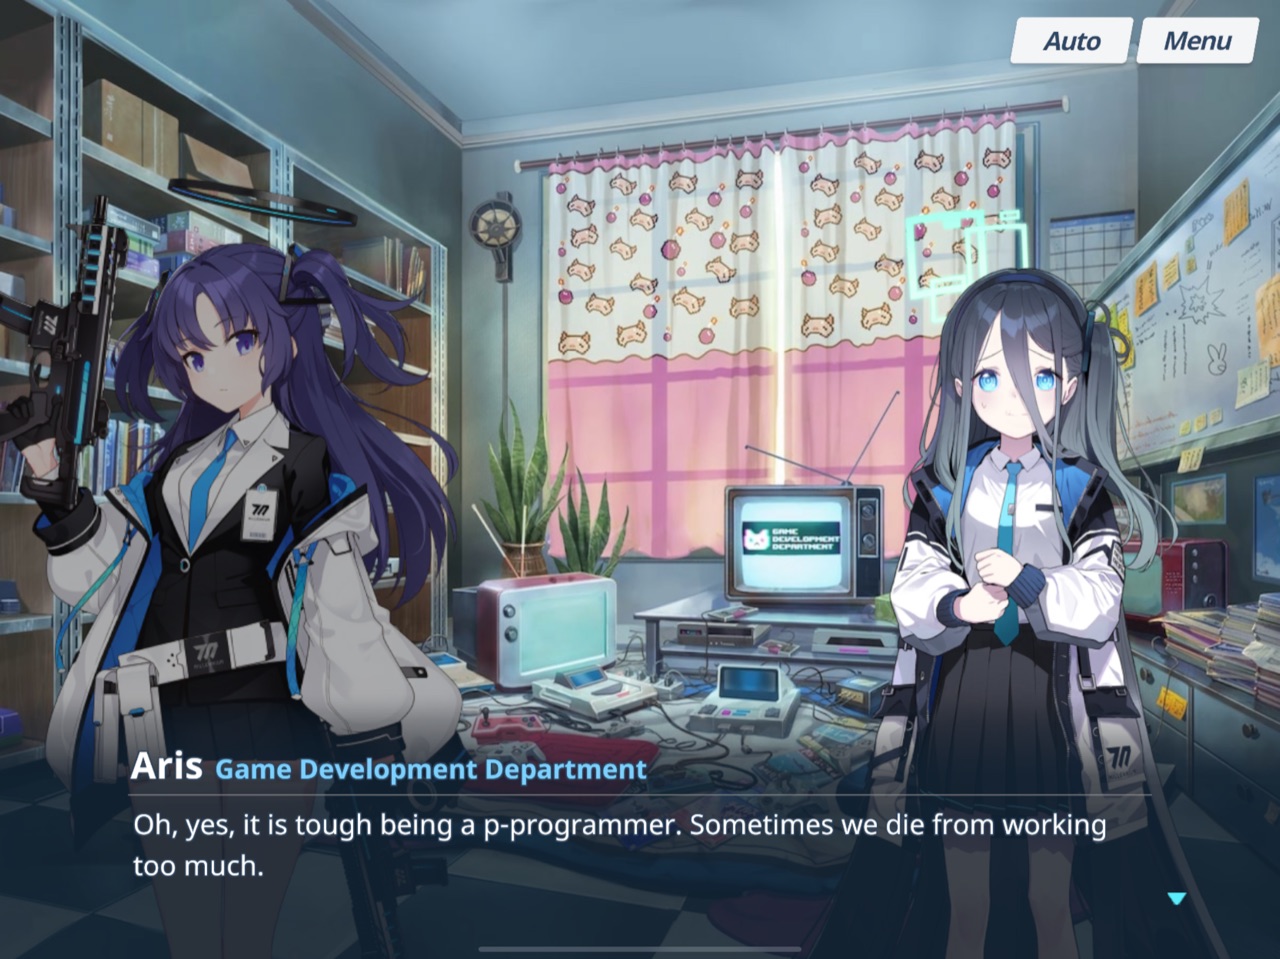 Auto
Menu
GAME
DEVELOPMENT
DEPARTMENT
Aris Game Development Department
Oh, yes, it is tough being a p-programmer. Sometimes we die from working
too much.